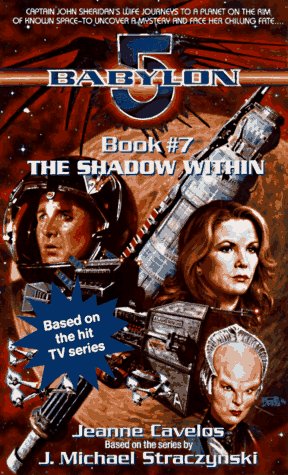 CAPTAIN JOHN SHERIDAN'S WIFE JOURNEYS TO A PLANET ON THE RIM
OF KNOWN SPACE–TO UNCOVER A MYSTERY AND FACE HER CHILLING FATE....
BABYLON
5
Book #7
THE SHADOW WITHIN
Based on
the hit
TV series
Jeanne Cavelos
Based on the series by
J. Michael Straczynski